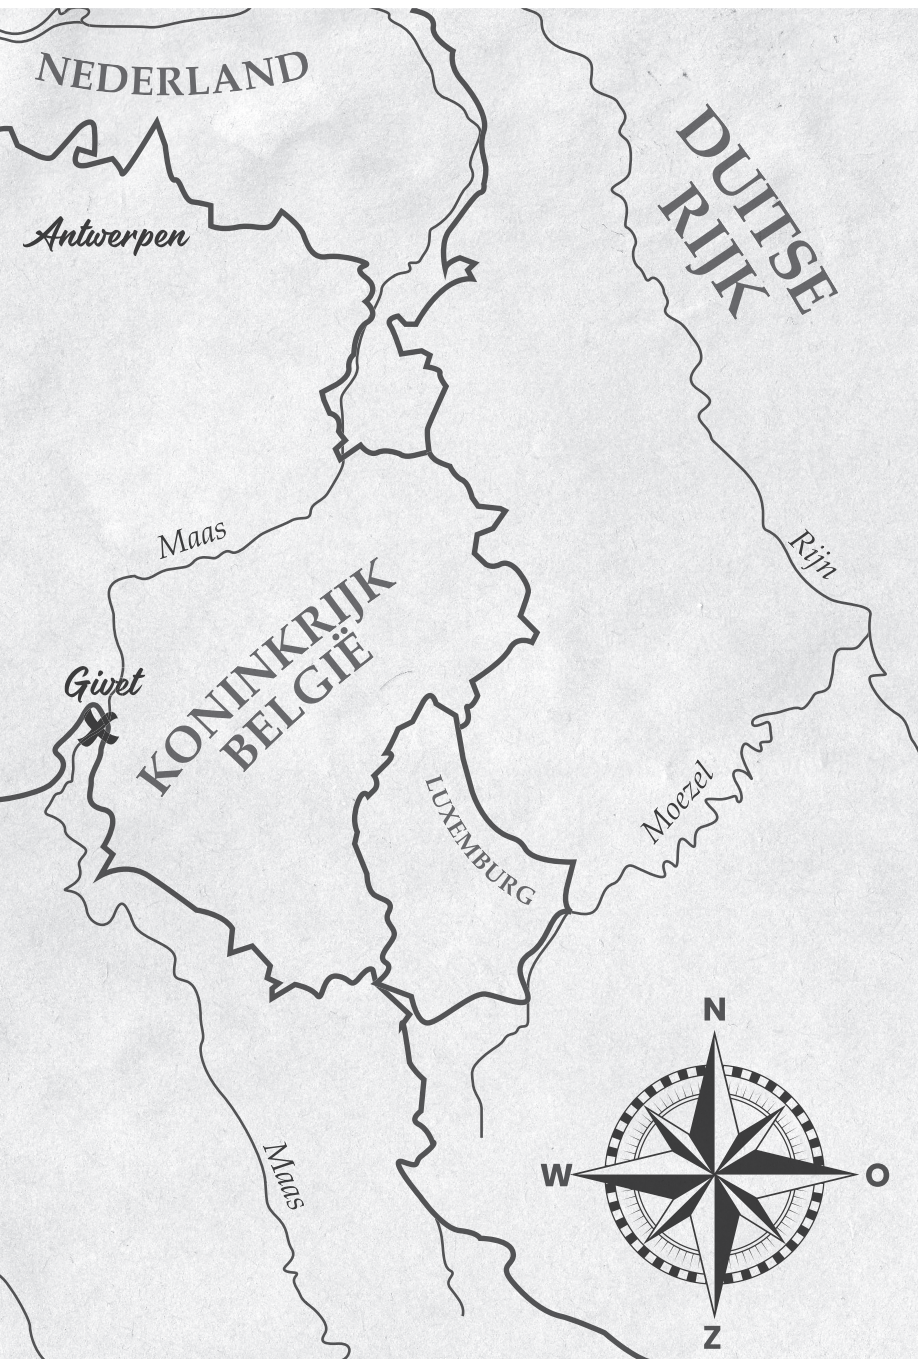 NEDERLAND
DUITSE
RIJK
Antwerpen
Maas
Rijn
KONINKRIJK
BELGIË
Givet
Moezel
LUXEMBURG
N
W
O
Maas
Z